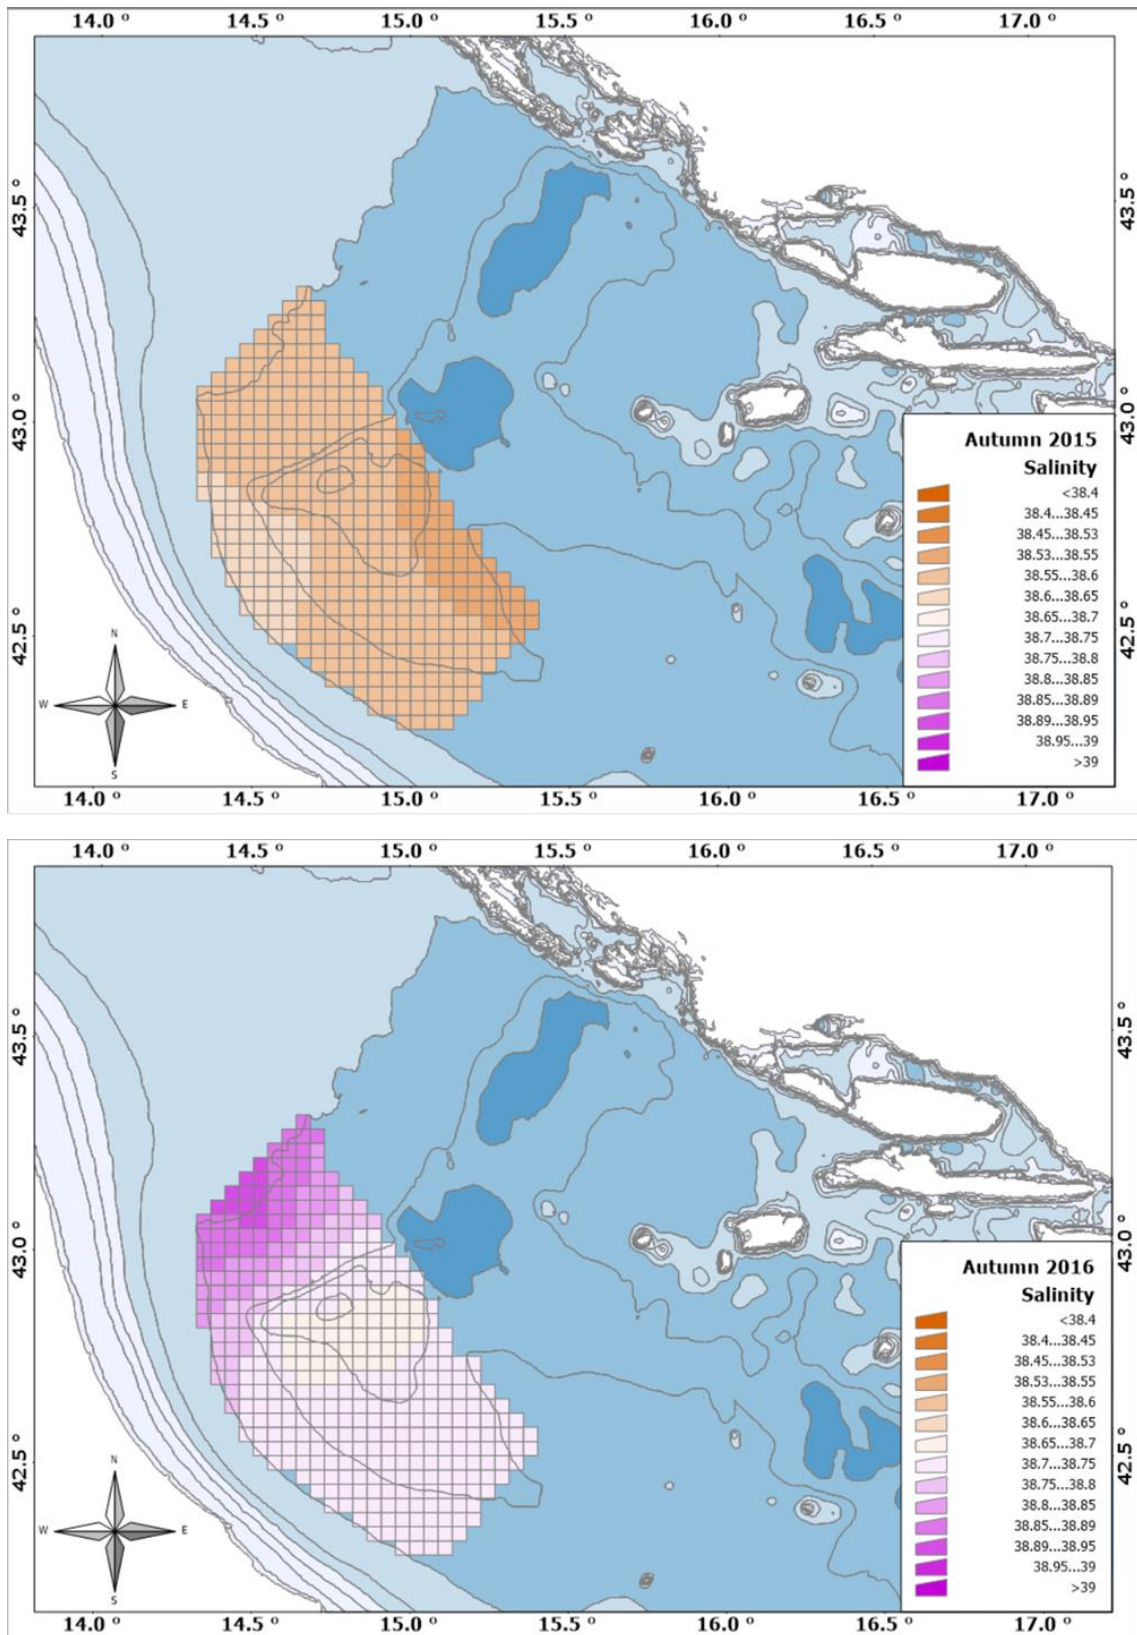 14.0 º 14.5 º 15.0 º 15.5 º 16.0 º 16.5 º 17.0 º
43.5 º 43.5 º
43.0 º 43.0 º
42.5 º 42.5 º
Autumn 2015
Salinity
<38.4
38.4...38.45
38.45...38.53
38.53...38.55
38.55...38.6
38.6...38.65
38.65...38.7
38.7...38.75
38.75...38.8
38.8...38.85
38.85...38.89
38.89...38.95
38.95...39
>39
N
W E
S
14.0 º 14.5 º 15.0 º 15.5 º 16.0 º 16.5 º 17.0 º
14.0 º 14.5 º 15.0 º 15.5 º 16.0 º 16.5 º 17.0 º
43.5 º 43.5 º
43.0 º 43.0 º
42.5 º 42.5 º
Autumn 2016
Salinity
<38.4
38.4...38.45
38.45...38.53
38.53...38.55
38.55...38.6
38.6...38.65
38.65...38.7
38.7...38.75
38.75...38.8
38.8...38.85
38.85...38.89
38.89...38.95
38.95...39
>39
N
W E
S
14.0 º 14.5 º 15.0 º 15.5 º 16.0 º 16.5 º 17.0 º